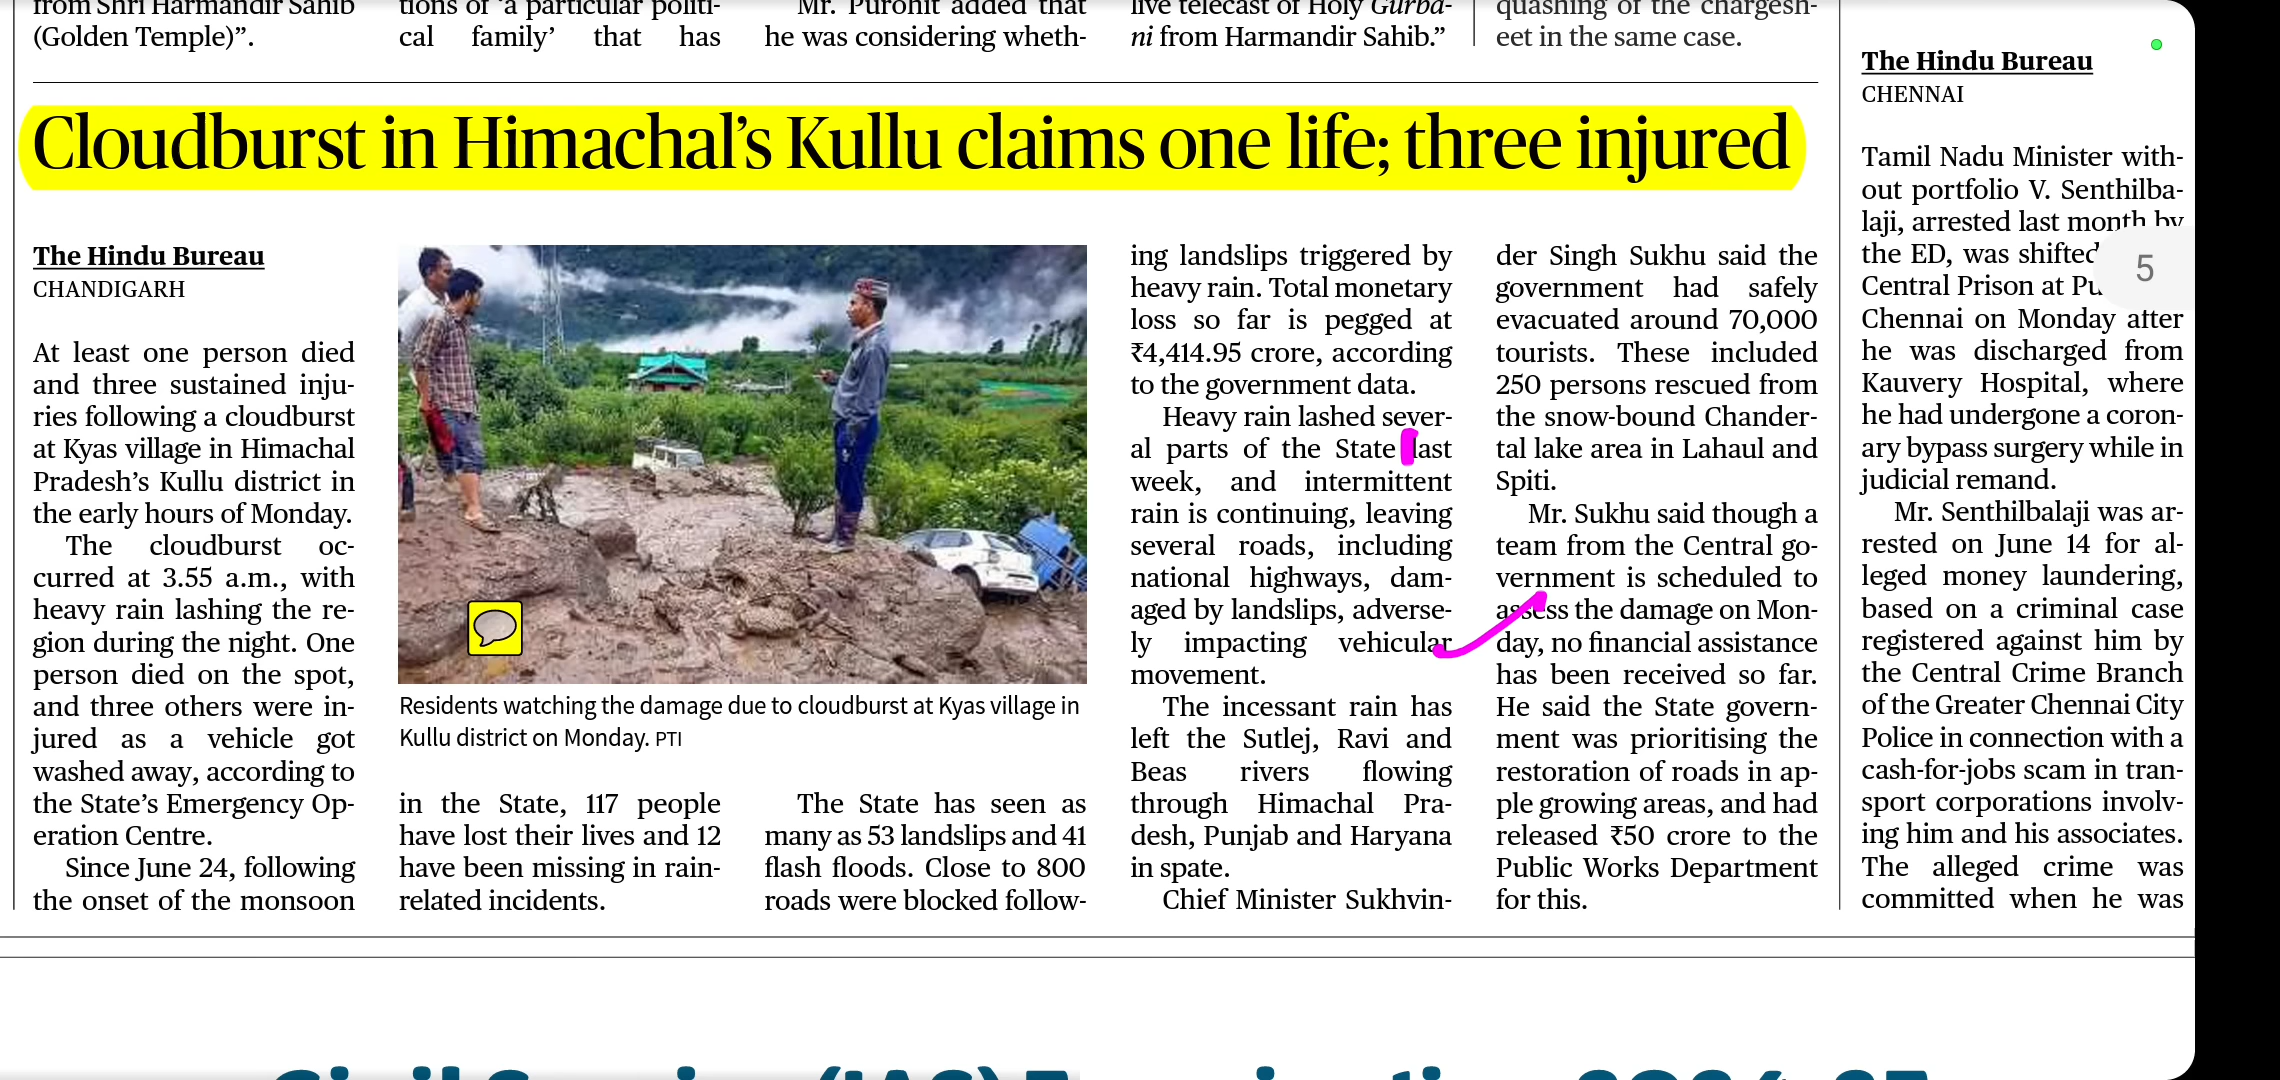 from Shri Harmandir Sahib
(Golden Temple)”.
tions of ‘a particular politi-
cal family’ that has
Mr. Purohit added that
he was considering wheth-
live telecast of Holy Gurba-
ni from Harmandir Sahib.”
quashing of the chargesh-
eet in the same case.
Cloudburst in Himachal’s Kullu claims one life; three injured
The Hindu Bureau
CHANDIGARH
At least one person died
and three sustained inju-
ries following a cloudburst
at Kyas village in Himachal
Pradesh’s Kullu district in
the early hours of Monday.
The cloudburst oc-
curred at 3.55 a.m., with
heavy rain lashing the re-
gion during the night. One
person died on the spot,
and three others were in-
jured as a vehicle got
washed away, according to
the State’s Emergency Op-
eration Centre.
Since June 24, following
the onset of the monsoon
Residents watching the damage due to cloudburst at Kyas village in
Kullu district on Monday. PTI
in the State, 117 people
have lost their lives and 12
have been missing in rain-
related incidents.
The State has seen as
many as 53 landslips and 41
flash floods. Close to 800
roads were blocked follow-
ing landslips triggered by
heavy rain. Total monetary
loss so far is pegged at
₹4,414.95 crore, according
to the government data.
Heavy rain lashed sever-
al parts of the State last
week, and intermittent
rain is continuing, leaving
several roads, including
national highways, dam-
aged by landslips, adverse-
ly impacting vehicular
movement.
The incessant rain has
left the Sutlej, Ravi and
Beas rivers flowing
through Himachal Pra-
desh, Punjab and Haryana
in spate.
Chief Minister Sukhvin-
der Singh Sukhu said the
government had safely
evacuated around 70,000
tourists. These included
250 persons rescued from
the snow-bound Chander-
tal lake area in Lahaul and
Spiti.
Mr. Sukhu said though a
team from the Central go-
vernment is scheduled to
assess the damage on Mon-
day, no financial assistance
has been received so far.
He said the State govern-
ment was prioritising the
restoration of roads in ap-
ple growing areas, and had
released ₹50 crore to the
Public Works Department
for this.
The Hindu Bureau
CHENNAI
Tamil Nadu Minister with-
out portfolio V. Senthilba-
laji, arrested last month by
the ED, was shifted
Central Prison at
Chennai on Monday after
he was discharged from
Kauvery Hospital, where
he had undergone a coron-
ary bypass surgery while in
judicial remand.
Mr. Senthilbalaji was ar-
rested on June 14 for al-
leged money laundering,
based on a criminal case
registered against him by
the Central Crime Branch
of the Greater Chennai City
Police in connection with a
cash-for-jobs scam in tran-
sport corporations involv-
ing him and his associates.
The alleged crime was
committed when he was
5